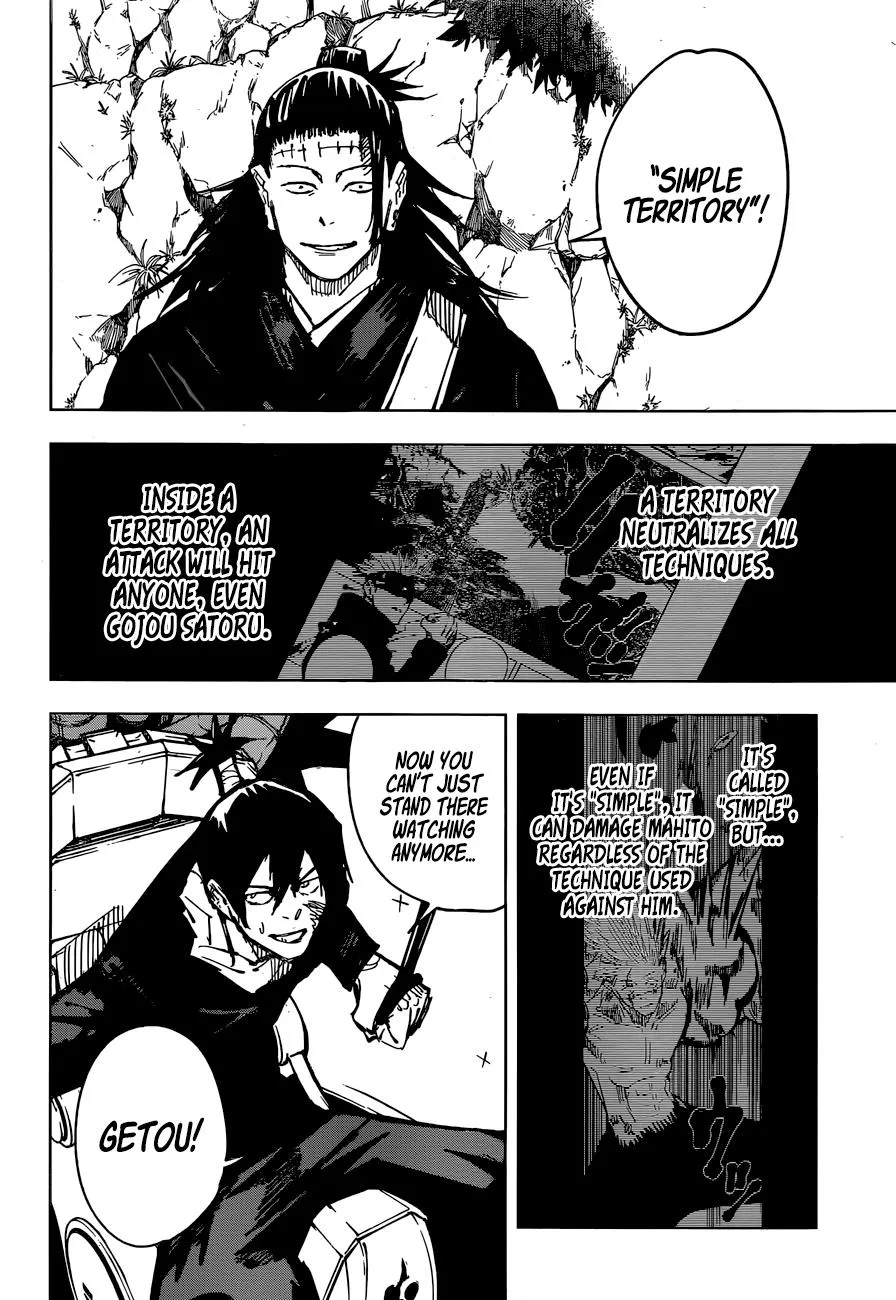 "SIMPLE
TERRITORY"!
A TERRITORY
NEUTRALIZES ALL
TECHNIQUES.
INSIDE A
TERRITORY, AN
ATTACK WILL HIT
ANYONE, EVEN
GOJOU SATORU.
IT'S
CALLED
"SIMPLE",
BUT...
EVEN IF
IT'S "SIMPLE", IT
CAN DAMAGE MAHITO
REGARDLESS OF THE
TECHNIQUE USED
AGAINST HIM.
NOW YOU
CAN'T JUST
STAND THERE
WATCHING
ANYMORE...
GETOU!